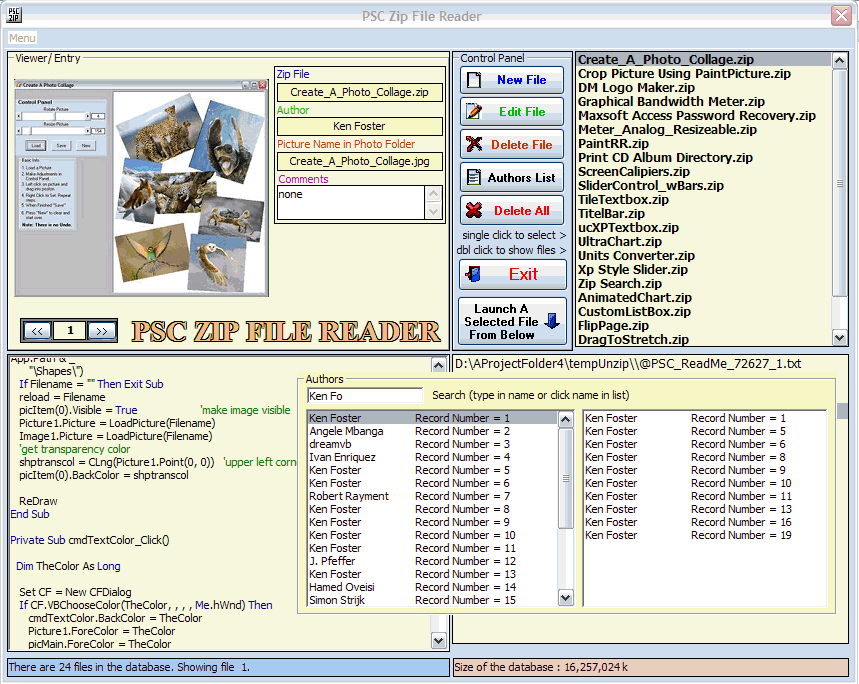 PSC ZIP
PSC Zip File Reader
Menu
Viewer/ Entry
Create A Photo Collage
Control Panel
Rotate Picture
Resize Picture
Load
Save
New
Basic Info
1. Load a Picture
2. Make Adjustments in
Control Panel.
3. Left click on picture and
drag into position.
4. Right Click to Set. Repeat
steps.
5. When Finished "Save"
6. Press "New" to clear and
start over.
Note: There is no Undo.
Zip File
Create_A_Photo_Collage.zip
Author
Ken Foster
Picture Name in Photo Folder
Create_A_Photo_Collage.jpg
Comments
none
<<
1
>>
PSC ZIP FILE READER
Control Panel
New File
Edit File
Delete File
Authors List
Delete All
single click to select >
dbl click to show files >
Exit
Launch A
Selected File
From Below
Create_A_Photo_Collage.zip
Crop Picture Using PaintPicture.zip
DM Logo Maker.zip
Graphical Bandwidth Meter.zip
Maxsoft Access Password Recovery.zip
Meter_Analog_Resizeable.zip
PaintRR.zip
Print CD Album Directory.zip
ScreenCalipiers.zip
SliderControl_wBars.zip
TileTextbox.zip
TitelBar.zip
ucXPTextbox.zip
UltraChart.zip
Units Converter.zip
Xp Style Slider.zip
Zip Search.zip
AnimatedChart.zip
CustomListBox.zip
FlipPage.zip
DragToStretch.zip
App.Path & _
"\Shapes\")
If Filename = "" Then Exit Sub
reload = Filename
picItem(0).Visible = True 'make image visible
Picture1.Picture = LoadPicture(Filename)
Image1.Picture = LoadPicture(Filename)
'get transparency color
shptranscol = CLng(Picture1.Point(0, 0)) 'upper left corn
picItem(0).BackColor = shptranscol
ReDraw
End Sub
Private Sub cmdTextColor_Click()
Dim TheColor As Long
Set CF = New CFDialog
If CF.VBChooseColor(TheColor, , , , Me.hWnd) Then
cmdTextColor.BackColor = TheColor
Picture1.ForeColor = TheColor
picMain.ForeColor = TheColor
D:\AProjectFolder4\tempUnzip\\@PSC_ReadMe_72627_1.txt
Authors
Ken Fo
Search (type in name or click name in list)
Ken Foster Record Number = 1
Angele Mbanga Record Number = 2
dreamvb Record Number = 3
Ivan Enriquez Record Number = 4
Ken Foster Record Number = 5
Ken Foster Record Number = 6
Robert Rayment Record Number = 7
Ken Foster Record Number = 8
Ken Foster Record Number = 9
Ken Foster Record Number = 10
Ken Foster Record Number = 11
J. Pfeffer Record Number = 12
Ken Foster Record Number = 13
Hamed Oveisi Record Number = 14
Simon Strijk Record Number = 15
Ken Foster Record Number = 1
Ken Foster Record Number = 5
Ken Foster Record Number = 6
Ken Foster Record Number = 8
Ken Foster Record Number = 9
Ken Foster Record Number = 10
Ken Foster Record Number = 11
Ken Foster Record Number = 13
Ken Foster Record Number = 16
Ken Foster Record Number = 19
There are 24 files in the database. Showing file 1.
Size of the database : 16,257,024 k